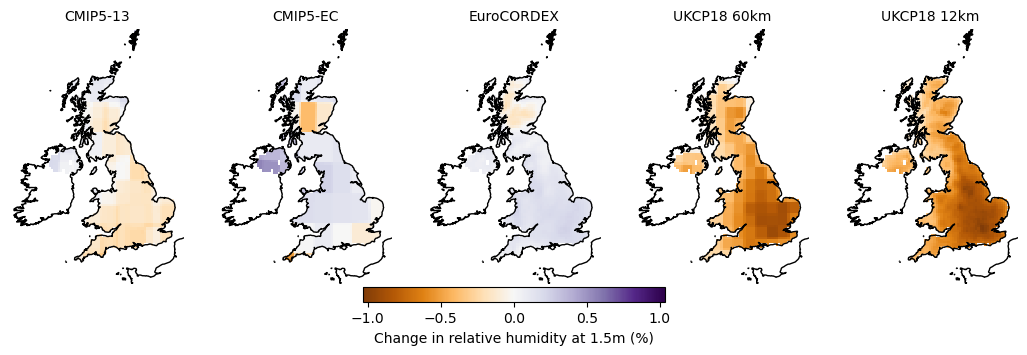 CMIP5-13 CMIP5-EC EuroCORDEX UKCP18 60km UKCP18 12km
−1.0 −0.5 0.0 0.5 1.0
Change in relative humidity at 1.5m (%)